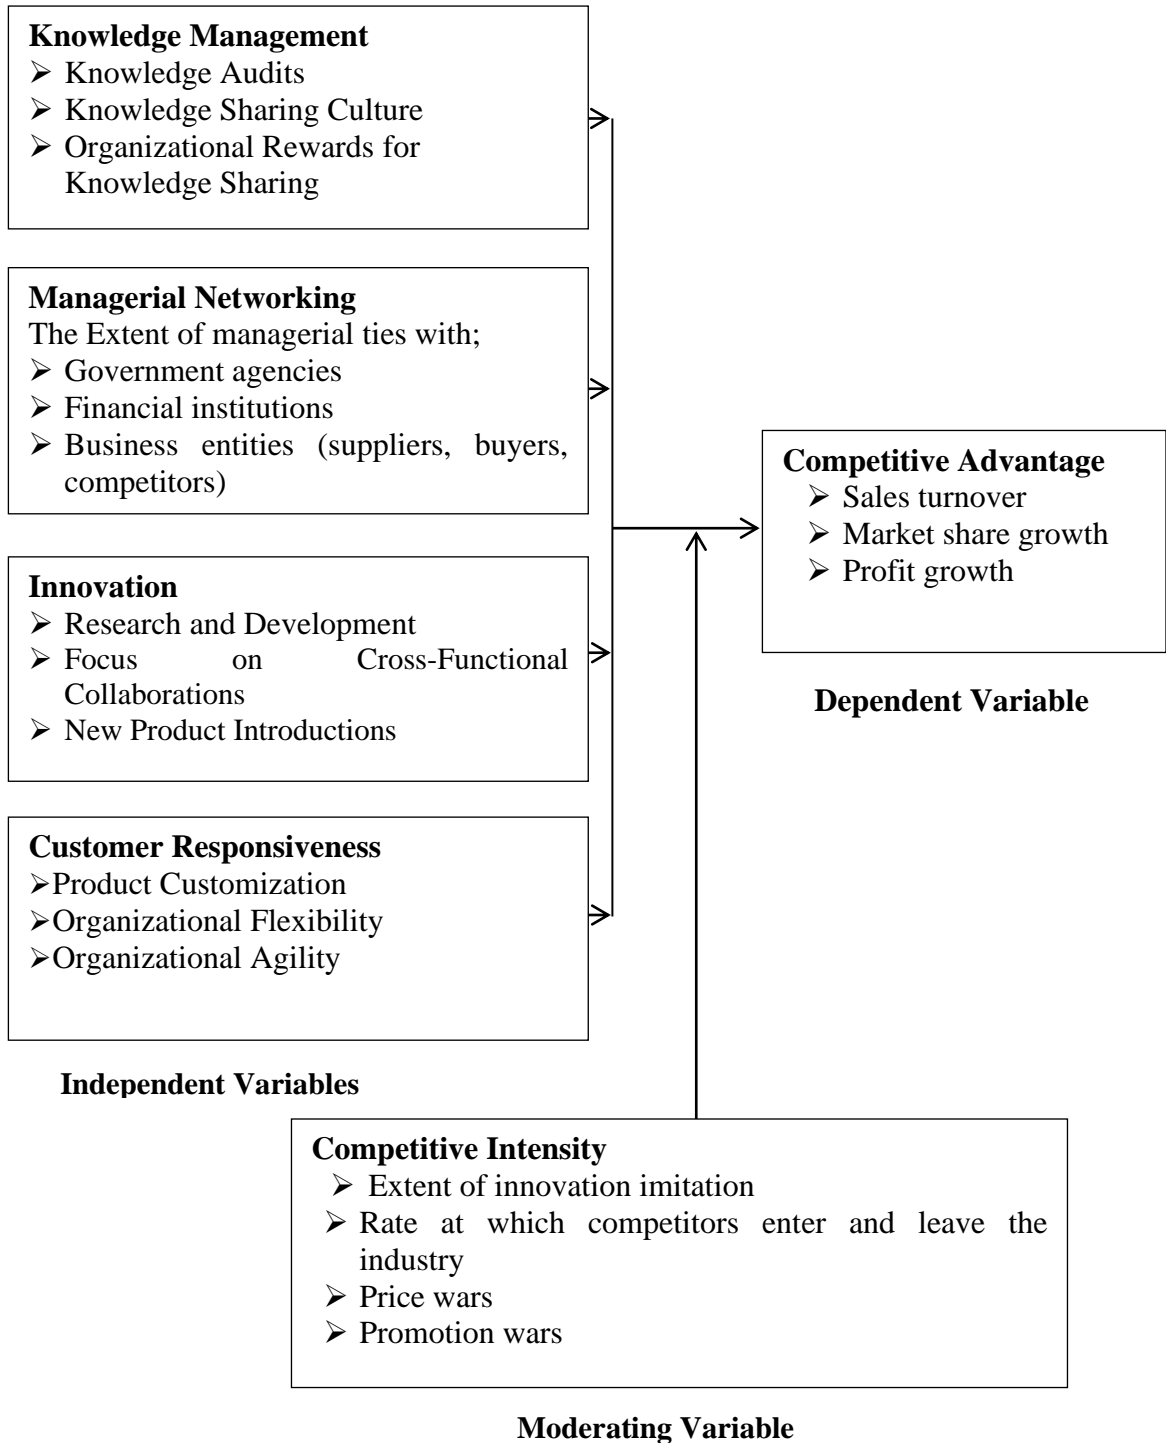 Knowledge Management
➢ Knowledge Audits
➢ Knowledge Sharing Culture
➢ Organizational Rewards for
Knowledge Sharing
Managerial Networking
The Extent of managerial ties with;
➢ Government agencies
➢ Financial institutions
➢ Business entities (suppliers, buyers,
competitors)
Innovation
➢ Research and Development
➢ Focus on Cross-Functional
Collaborations
➢ New Product Introductions
Customer Responsiveness
➢Product Customization
➢Organizational Flexibility
➢Organizational Agility
Independent Variables
Competitive Advantage
➢ Sales turnover
➢ Market share growth
➢ Profit growth
Dependent Variable
Competitive Intensity
➢ Extent of innovation imitation
➢ Rate at which competitors enter and leave the
industry
➢ Price wars
➢ Promotion wars
Moderating Variable